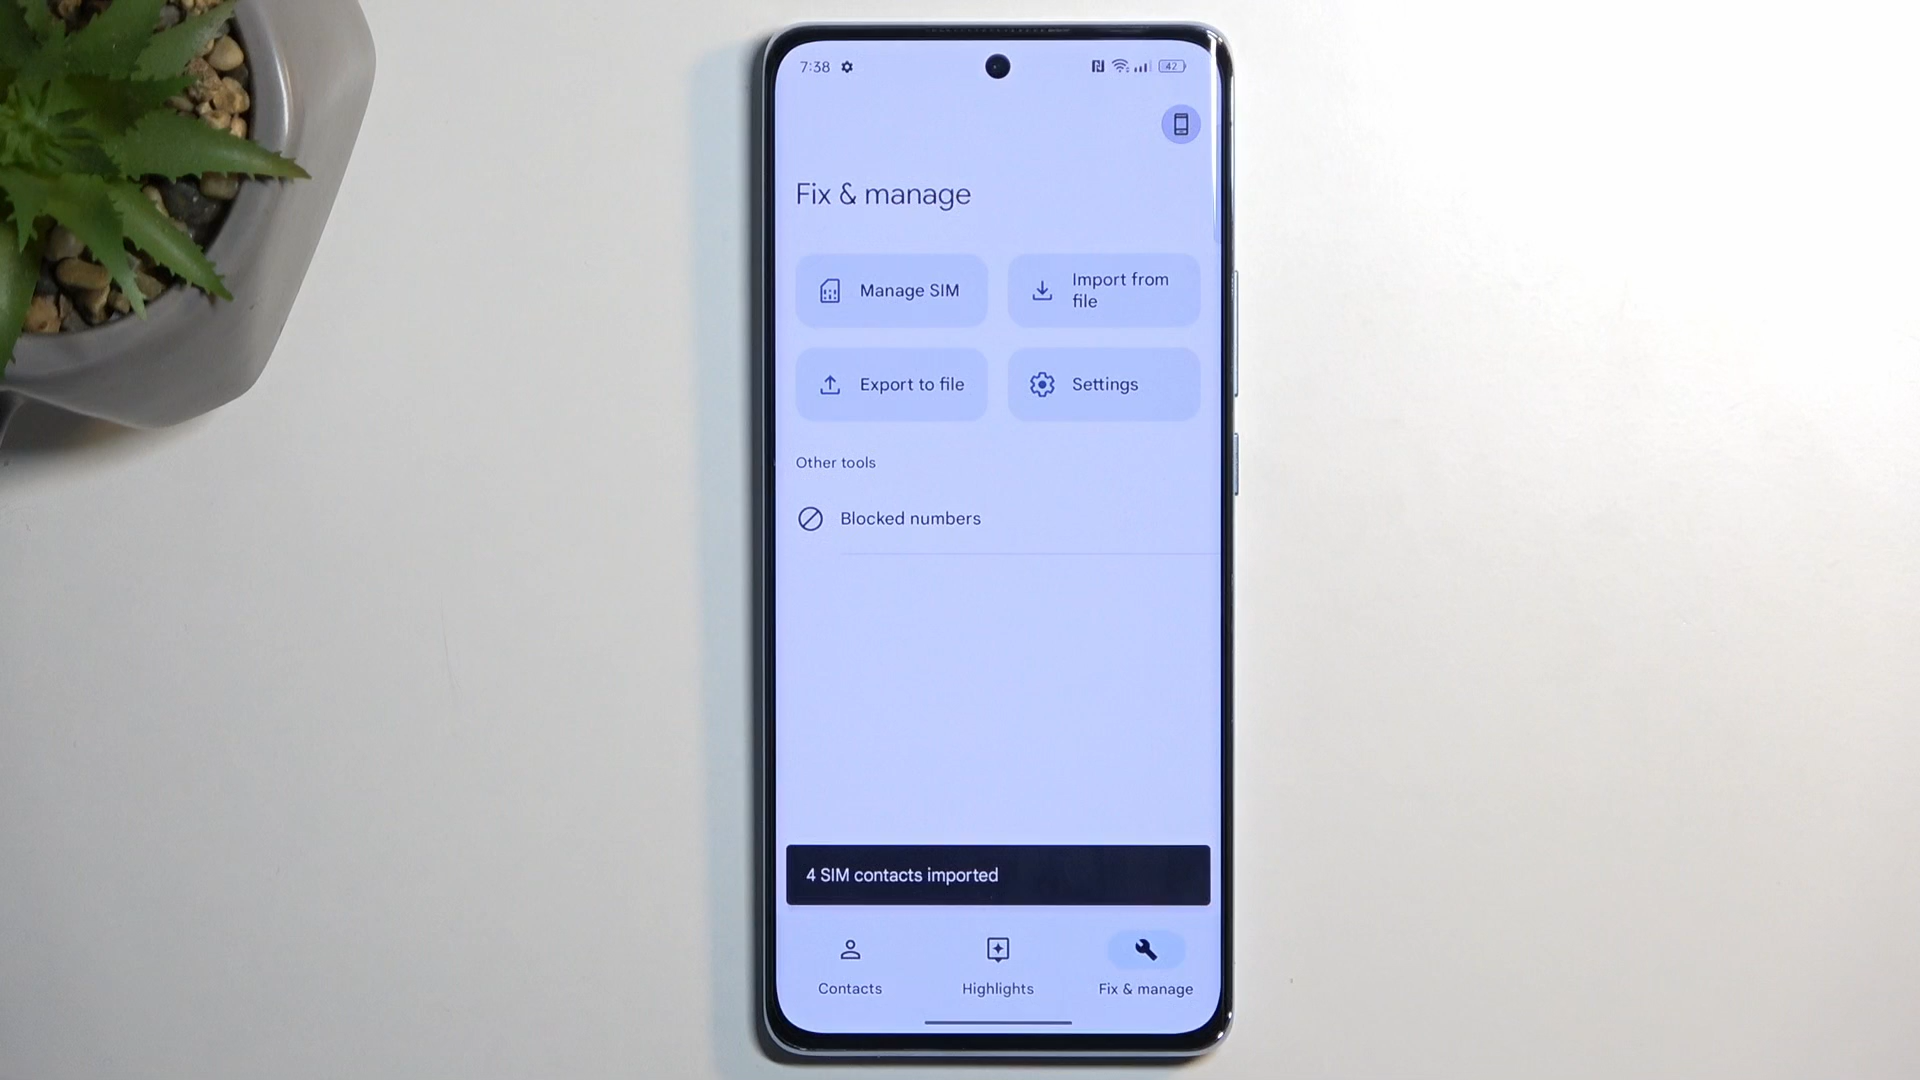 7:38
42
Fix & manage
Manage SIM
Import from
file
Export to file
Settings
Other tools
Blocked numbers
4 SIM contacts imported
Contacts
Highlights
Fix & manage